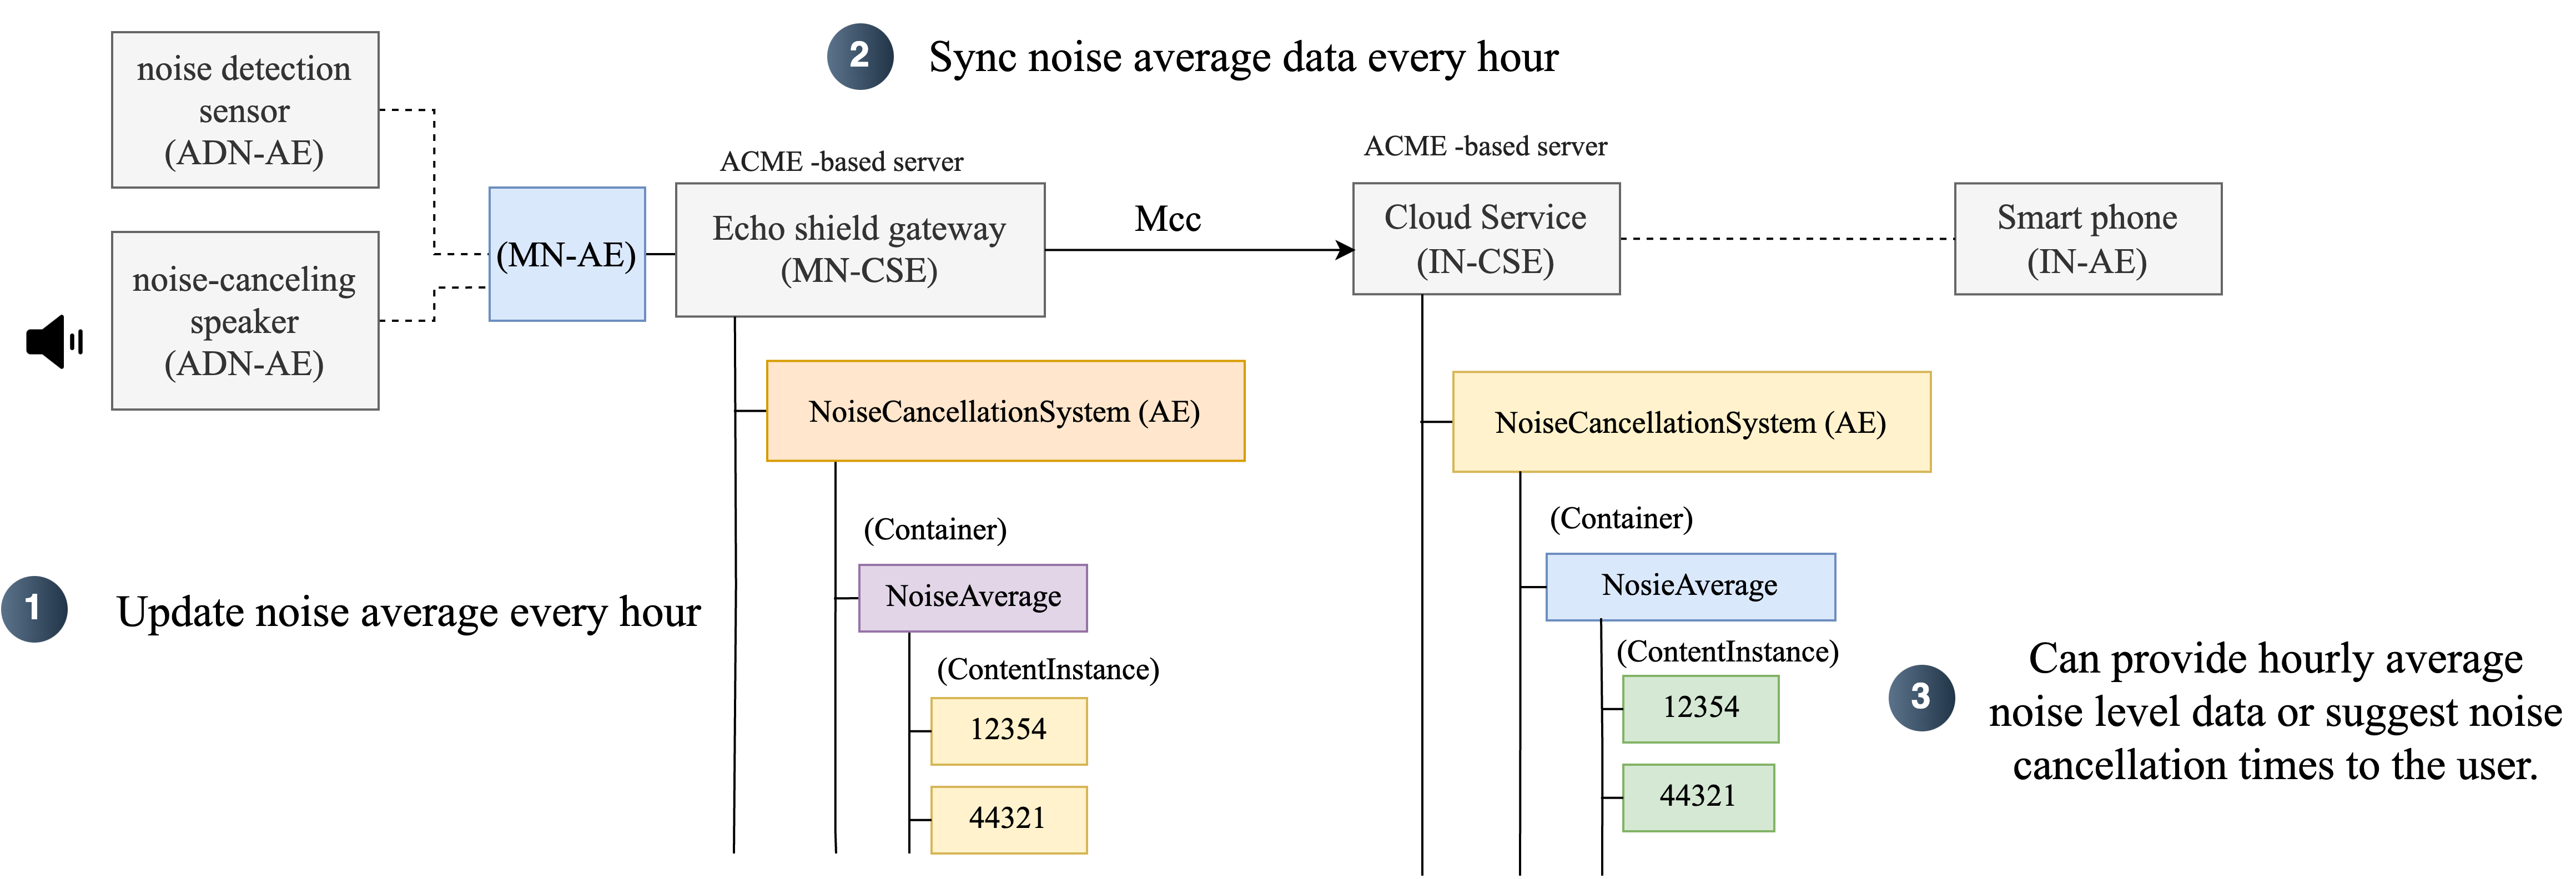 2
Sync noise average data every hour
noise detection
sensor
(ADN-AE)
noise-canceling
speaker
(ADN-AE)
(MN-AE)
ACME -based server
Echo shield gateway
(MN-CSE)
Mcc
ACME -based server
Cloud Service
(IN-CSE)
Smart phone
(IN-AE)
NoiseCancellationSystem (AE)
(Container)
NoiseAverage
(ContentInstance)
12354
44321
NoiseCancellationSystem (AE)
(Container)
NosieAverage
(ContentInstance)
12354
44321
1
Update noise average every hour
3
Can provide hourly average
noise level data or suggest noise
cancellation times to the user.